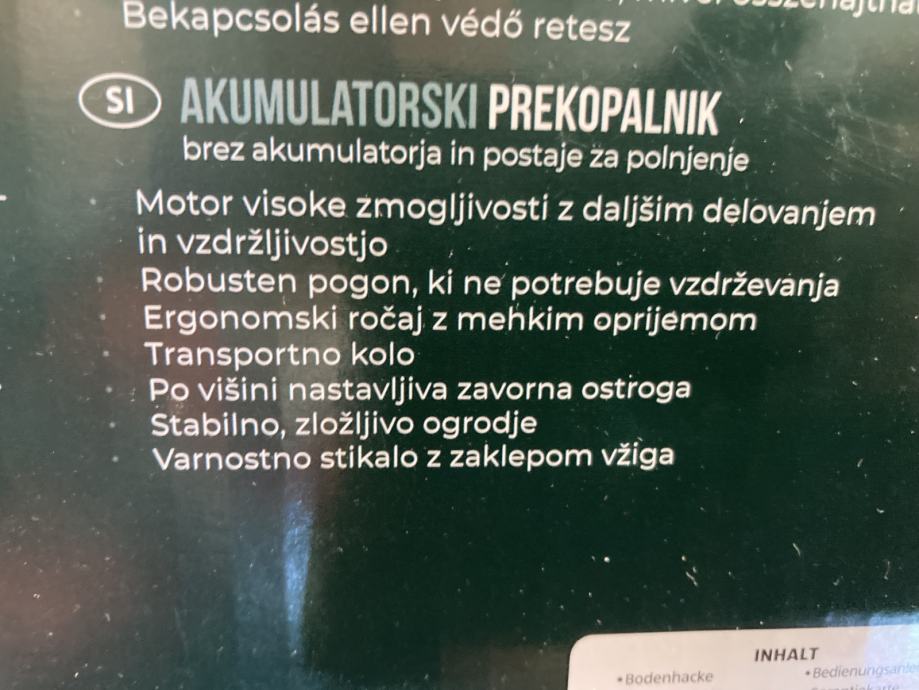 Bekapcsolás ellen védő retesz
SI AKUMULATORSKI PREKOPALNIK
brez akumulatorja in postaje za polnjenje
Motor visoke zmogljivosti z daljšim delovanjem
in vzdržljivostjo
Robusten pogon, ki ne potrebuje vzdrževanja
Ergonomski ročaj z mehkim oprijemom
Transportno kolo
Po višini nastavljiva zavorna ostroga
Stabilno, zložljivo ogrodje
Varnostno stikalo z zaklepom vžiga
INHALT
•Bodenhacke